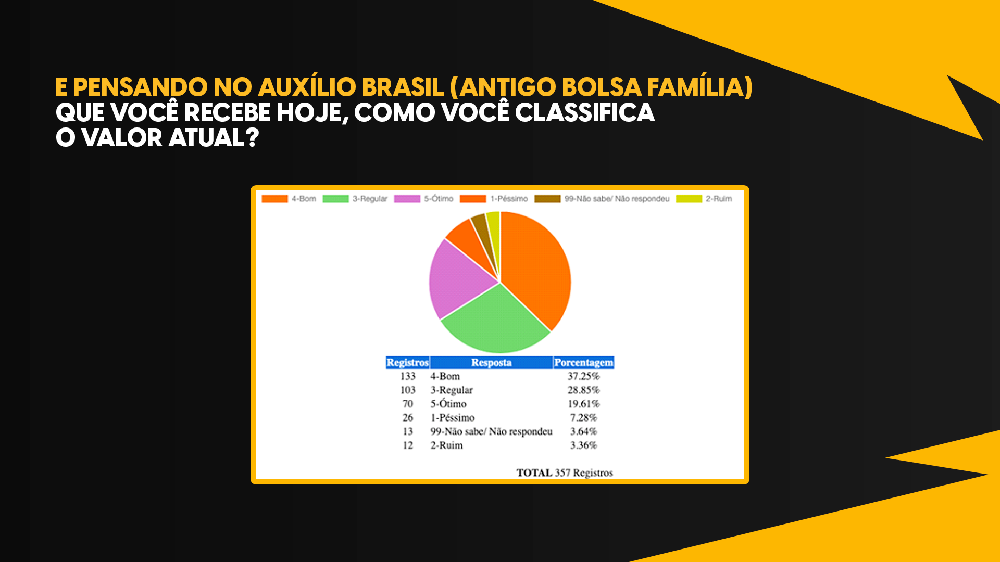 E PENSANDO NO AUXÍLIO BRASIL (ANTIGO BOLSA FAMÍLIA)
QUE VOCÊ RECEBE HOJE, COMO VOCÊ CLASSIFICA
O VALOR ATUAL?
4-Bom 3-Regular 5-Ótimo 1-Péssimo 99-Não sabe/ Não respondeu 2-Ruim
Registros Resposta Porcentagem
133 4-Bom 37.25%
103 3-Regular 28.85%
70 5-Ótimo 19.61%
26 1-Péssimo 7.28%
13 99-Não sabe/ Não respondeu 3.64%
12 2-Ruim 3.36%
TOTAL 357 Registros